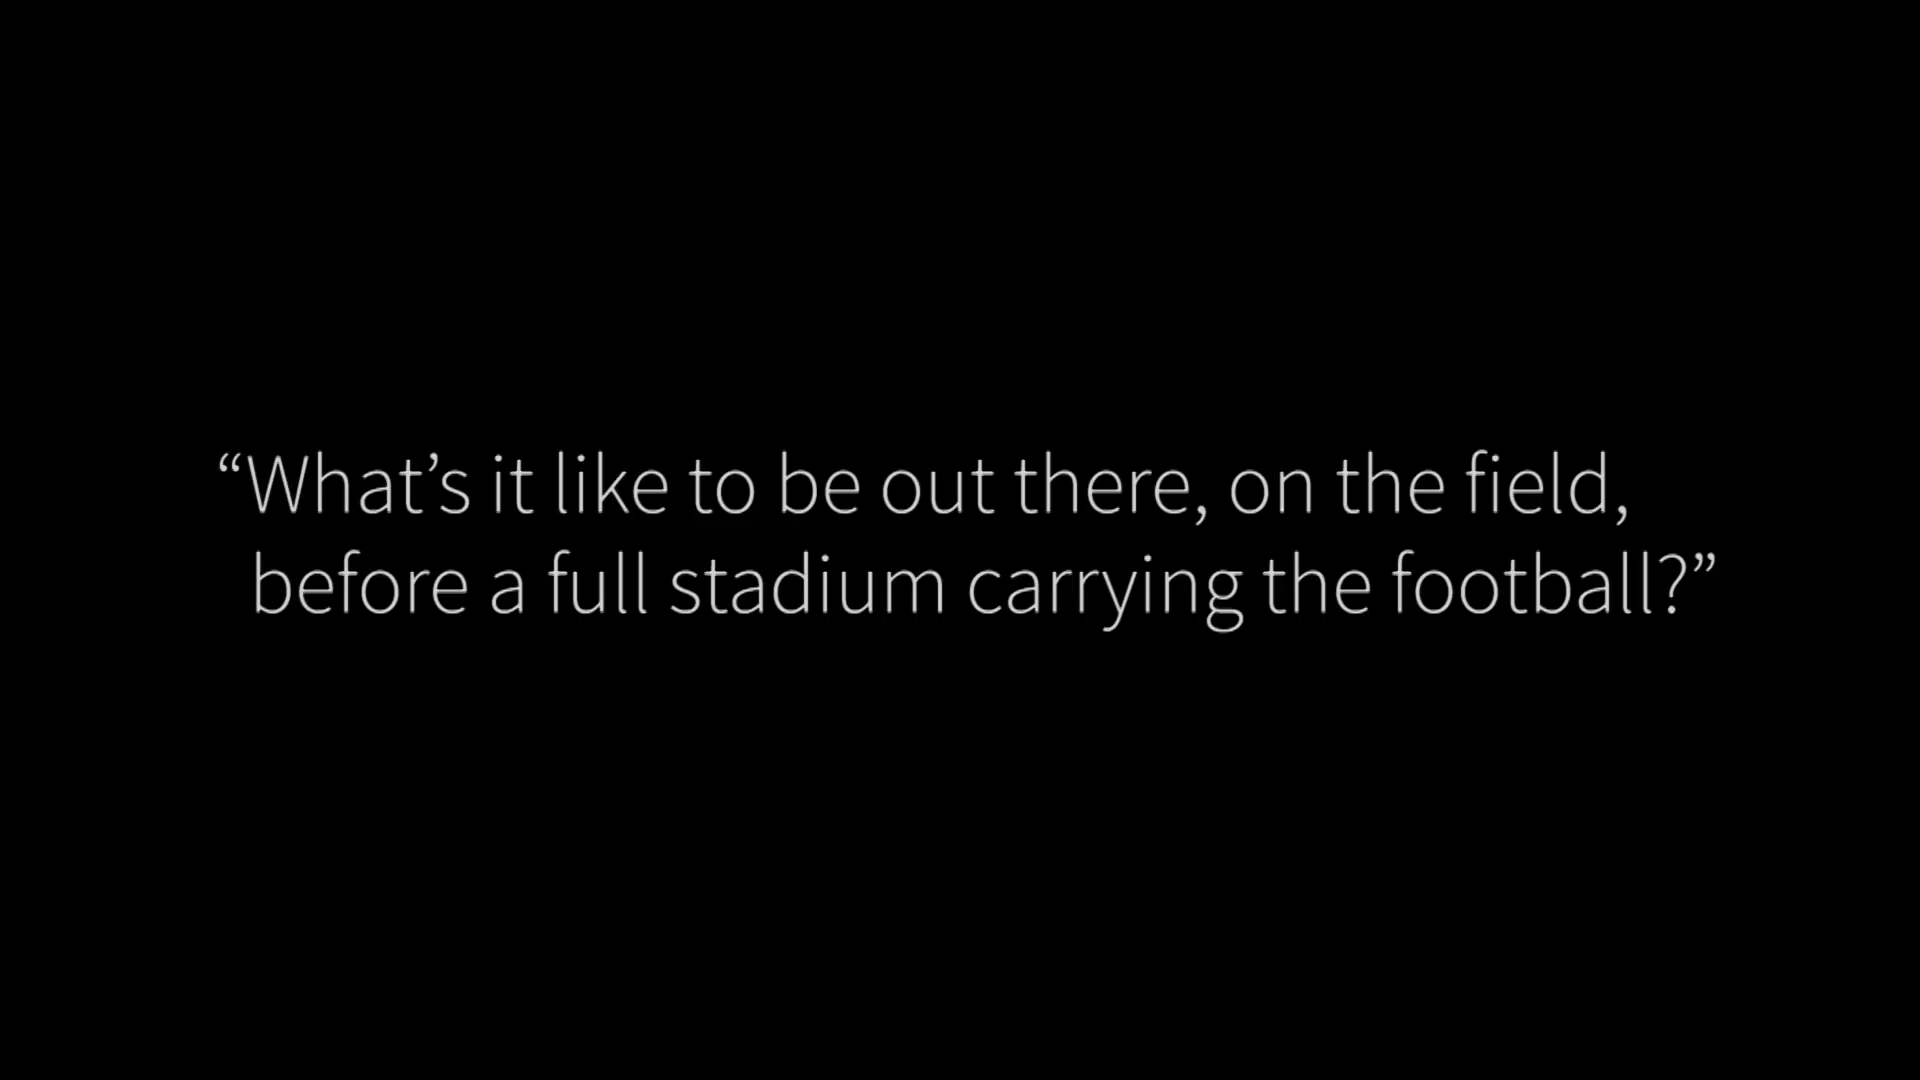 “What’s it like to be out there, on the field,
before a full stadium carrying the football?”